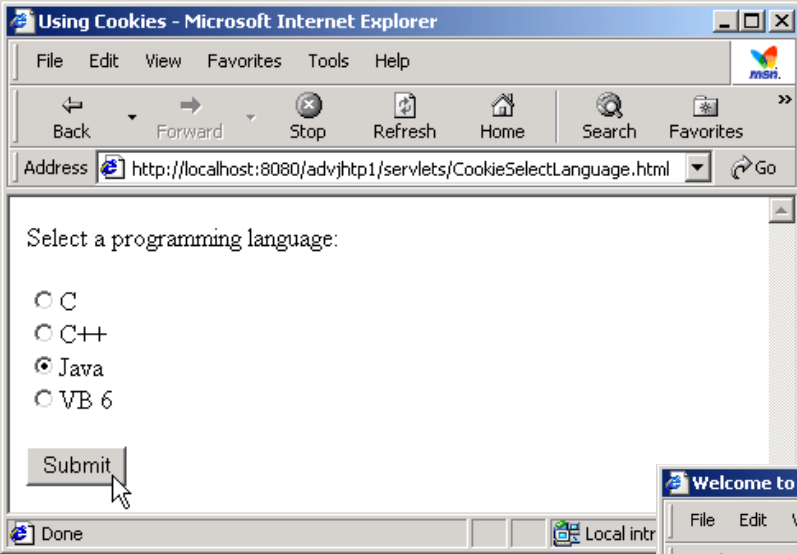 Using Cookies - Microsoft Internet Explorer
File Edit View Favorites Tools Help
msn.
Back Forward Stop Refresh Home Search Favorites »
Address http://localhost:8080/advjhtp1/servlets/CookieSelectLanguage.html Go
Select a programming language:
C
C++
Java
VB 6
Submit
Done Local intr
Welcome to
File Edit V